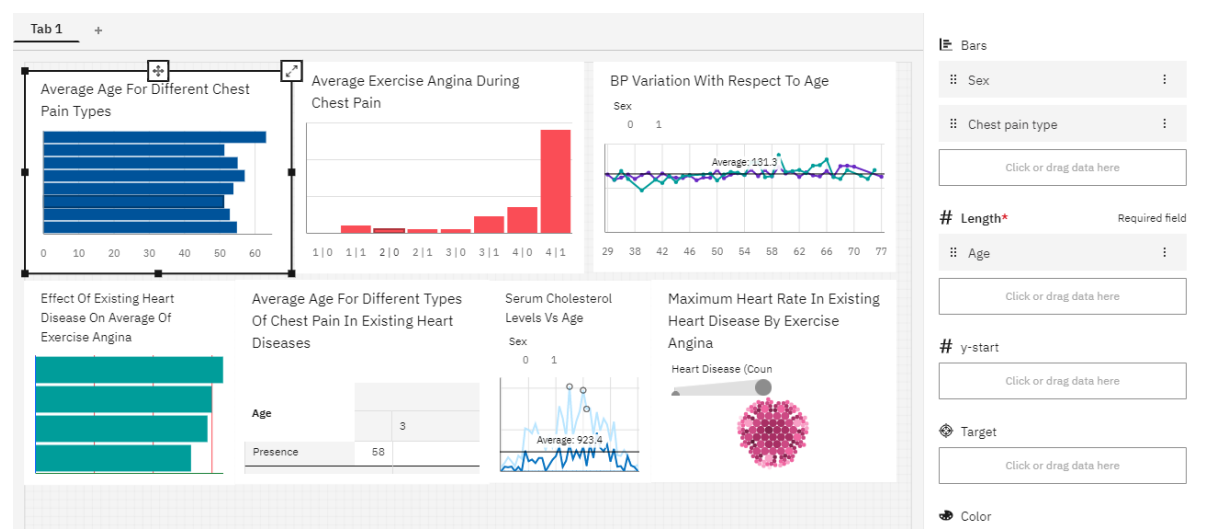 Tab 1 +
Average Age For Different Chest
Pain Types
0 10 20 30 40 50 60
Average Exercise Angina During
Chest Pain
1|0 1|1 2|0 2|1 3|0 3|1 4|0 4|1
BP Variation With Respect To Age
Sex
0 1
Average: 131.3
29 38 42 46 50 54 58 62 66 70 77
Effect Of Existing Heart
Disease On Average Of
Exercise Angina
Average Age For Different Types
Of Chest Pain In Existing Heart
Diseases
Age
3
Presence 58
Serum Cholesterol
Levels Vs Age
Sex
0 1
Average: 923.4
Maximum Heart Rate In Existing
Heart Disease By Exercise
Angina
Heart Disease (Coun
Bars
Sex
Chest pain type
Click or drag data here
# Length* Required field
Age
Click or drag data here
# y-start
Click or drag data here
Target
Click or drag data here
Color